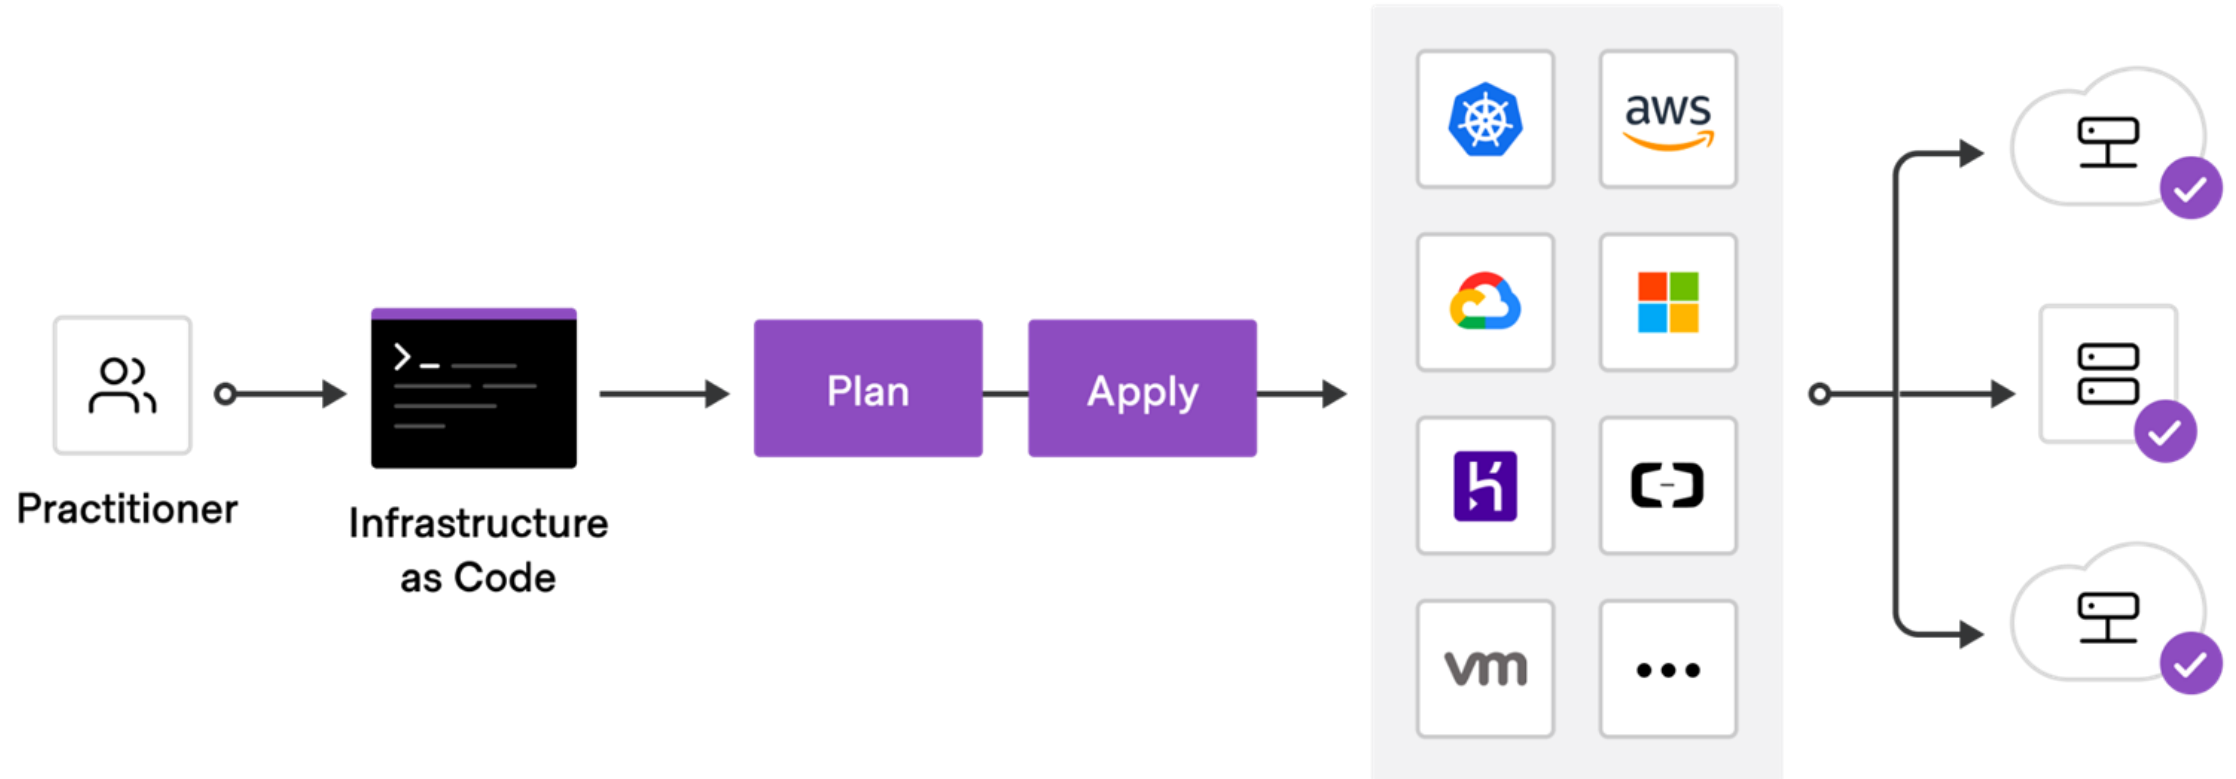 Practitioner
Infrastructure
as Code
Plan
Apply
aws
vm